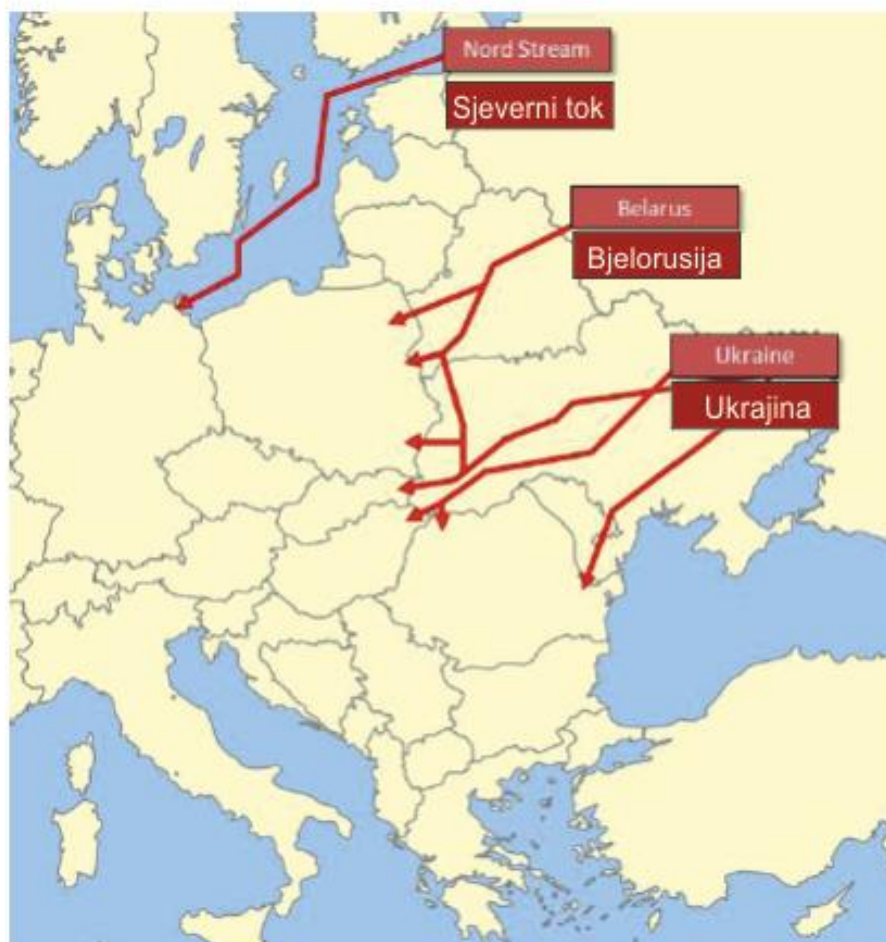 Nord Stream
Sjeverni tok
Belarus
Bjelorusija
Ukraine
Ukrajina